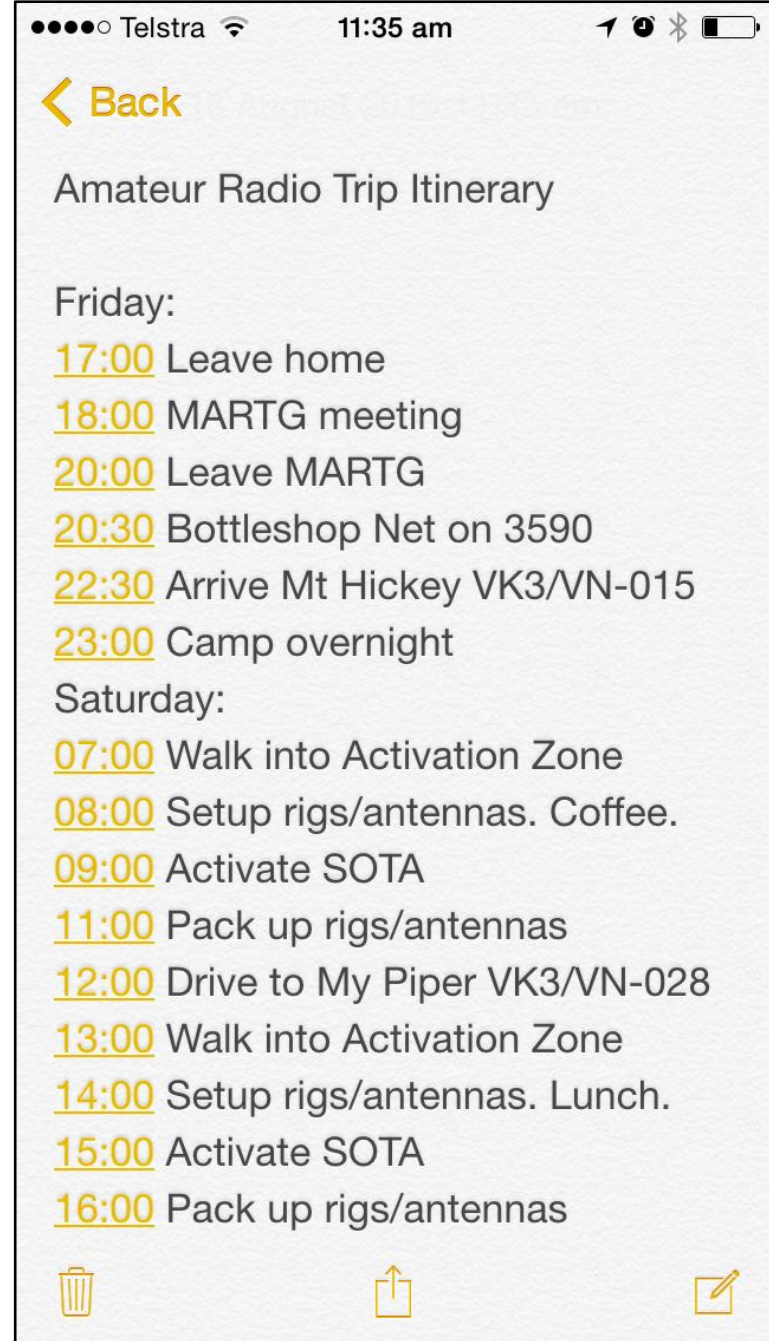 Telstra 11:35 am
Back
Amateur Radio Trip Itinerary
Friday:
17:00 Leave home
18:00 MARTG meeting
20:00 Leave MARTG
20:30 Bottleshop Net on 3590
22:30 Arrive Mt Hickey VK3/VN-015
23:00 Camp overnight
Saturday:
07:00 Walk into Activation Zone
08:00 Setup rigs/antennas. Coffee.
09:00 Activate SOTA
11:00 Pack up rigs/antennas
12:00 Drive to My Piper VK3/VN-028
13:00 Walk into Activation Zone
14:00 Setup rigs/antennas. Lunch.
15:00 Activate SOTA
16:00 Pack up rigs/antennas